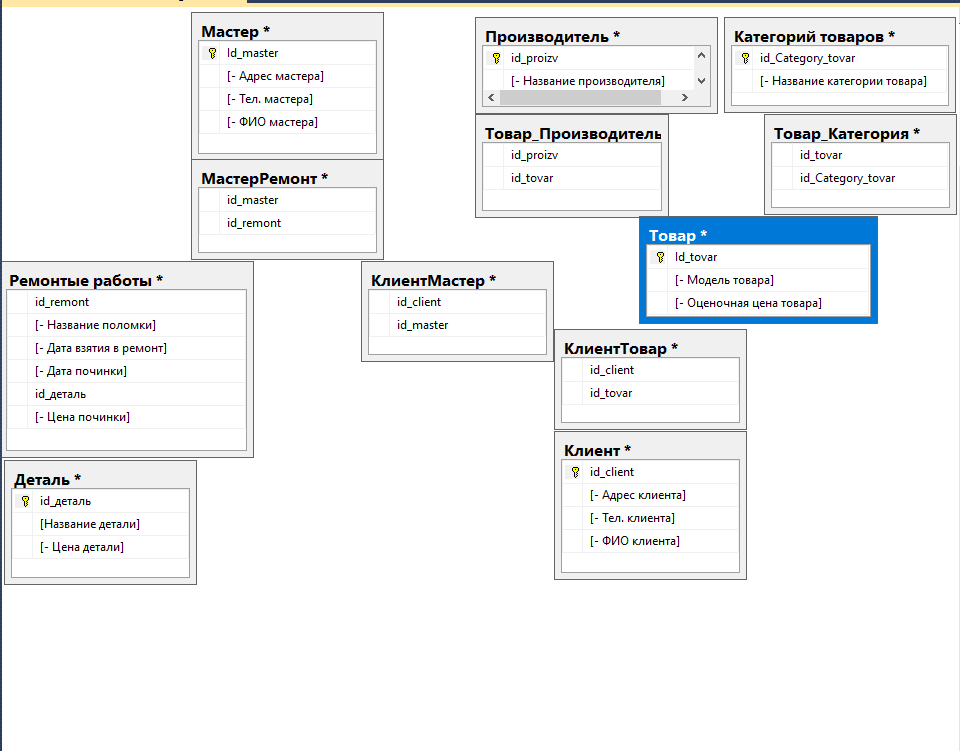 Мастер *
Id_master
[- Адрес мастера]
[- Тел. мастера]
[- ФИО мастера]
МастерРемонт *
id_master
id_remont
Производитель *
id_proizv
[- Название производителя]
Категорий товаров *
id_Category_tovar
[- Название категории товара]
Товар_Производитель
id_proizv
id_tovar
Товар_Категория *
id_tovar
id_Category_tovar
Товар *
Id_tovar
[- Модель товара]
[- Оценочная цена товара]
Ремонтые работы *
id_remont
[- Название поломки]
[- Дата взятия в ремонт]
[- Дата починки]
id_деталь
[- Цена починки]
КлиентМастер *
id_client
id_master
КлиентТовар *
id_client
id_tovar
Клиент *
id_client
[- Адрес клиента]
[- Тел. клиента]
[- ФИО клиента]
Деталь *
id_деталь
[Название детали]
[- Цена детали]